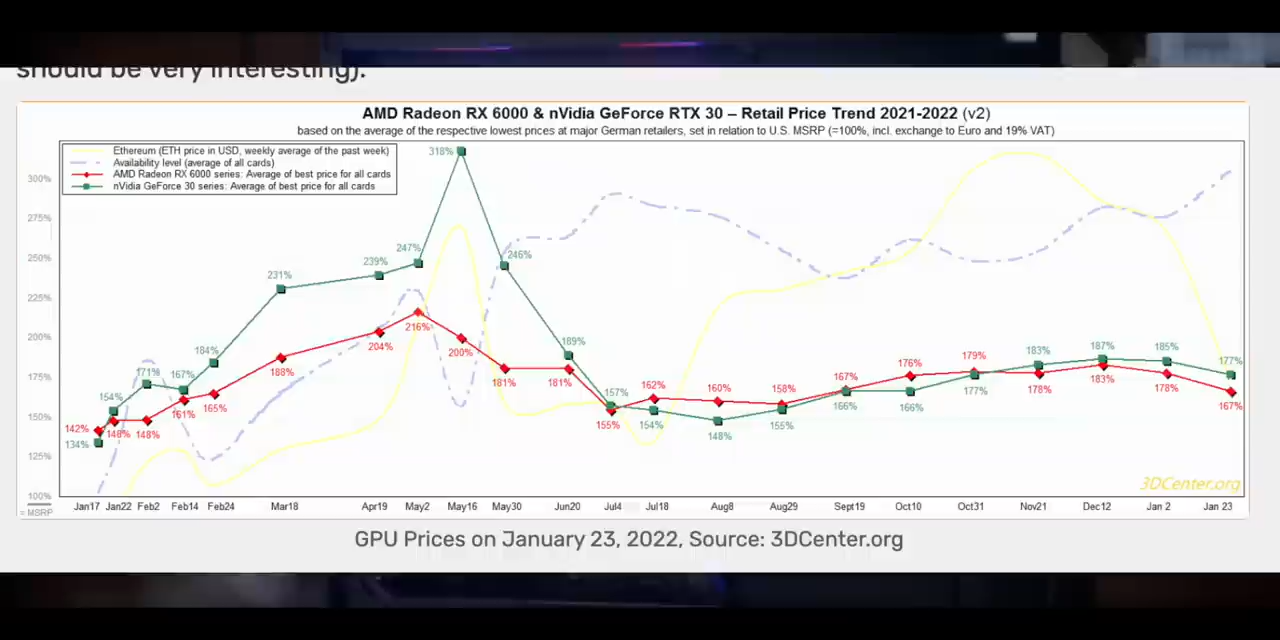 should be very interesting).
AMD Radeon RX 6000 & nVidia GeForce RTX 30 – Retail Price Trend 2021-2022 (v2)
based on the average of the respective lowest prices at major German retailers, set in relation to U.S. MSRP (=100%, incl. exchange to Euro and 19% VAT)
Ethereum (ETH price in USD, weekly average of the past week)
Availability level (average of all cards)
AMD Radeon RX 6000 series: Average of best price for all cards
nVidia GeForce 30 series: Average of best price for all cards
300%
275%
250%
225%
200%
175%
150%
125%
100%
= MSRP
134% 154% 171% 167% 184% 231% 239% 247% 318% 246% 189% 157% 154% 148% 155% 166% 166% 177% 183% 187% 185% 177%
142% 148% 148% 161% 165% 188% 204% 216% 200% 181% 181% 155% 162% 160% 158% 167% 176% 179% 178% 183% 178% 167%
3DCenter.org
Jan17 Jan22 Feb2 Feb14 Feb24 Mar18 Apr19 May2 May16 May30 Jun20 Jul4 Jul18 Aug8 Aug29 Sept19 Oct10 Oct31 Nov21 Dec12 Jan 2 Jan 23
GPU Prices on January 23, 2022, Source: 3DCenter.org